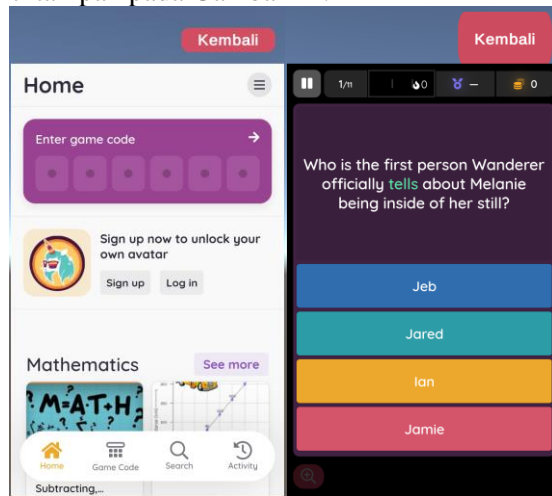 Kembali
Home
Enter game code
Sign up now to unlock your
own avatar
Sign up
Log in
Mathematics
See more
M=A-T+H
Home
Game Code
Search
Activity
Subtracting,...
Kembali
1/11
0
–
0
Who is the first person Wanderer
officially tells about Melanie
being inside of her still?
Jeb
Jared
Ian
Jamie